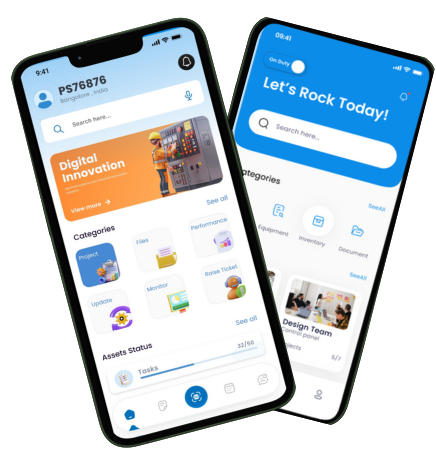 9:41
PS76876
Bangalore , India
Search here...
Digital
Innovation
View more →
Categories
See all
Project
Files
Performance
Update
Monitor
Raise Ticket
Assets Status
See all
Tasks
32/50
09:41
On Duty
Let's Rock Today!
Search here...
ategories
SeeAll
Equipment
Inventory
Document
SeeAll
Design Team
Control panel
ojects
5/7